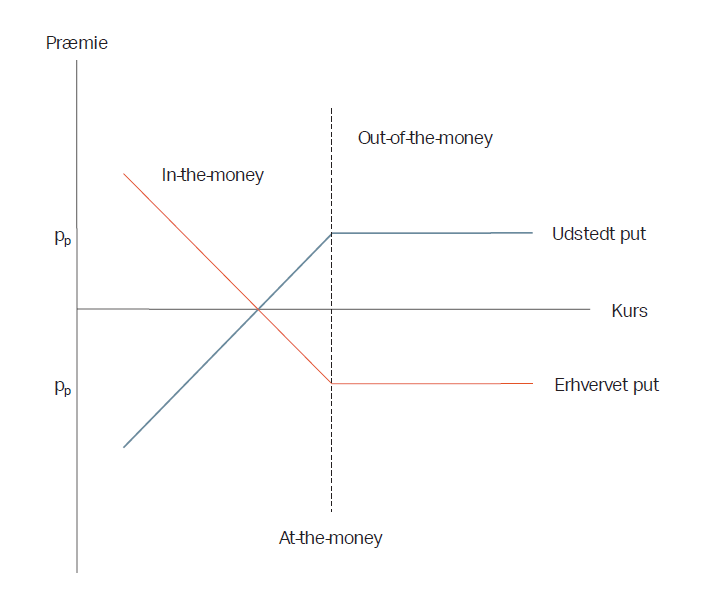 Præmie
Out-of-the-money
In-the-money
pp
Udstedt put
Kurs
pp
Erhvervet put
At-the-money